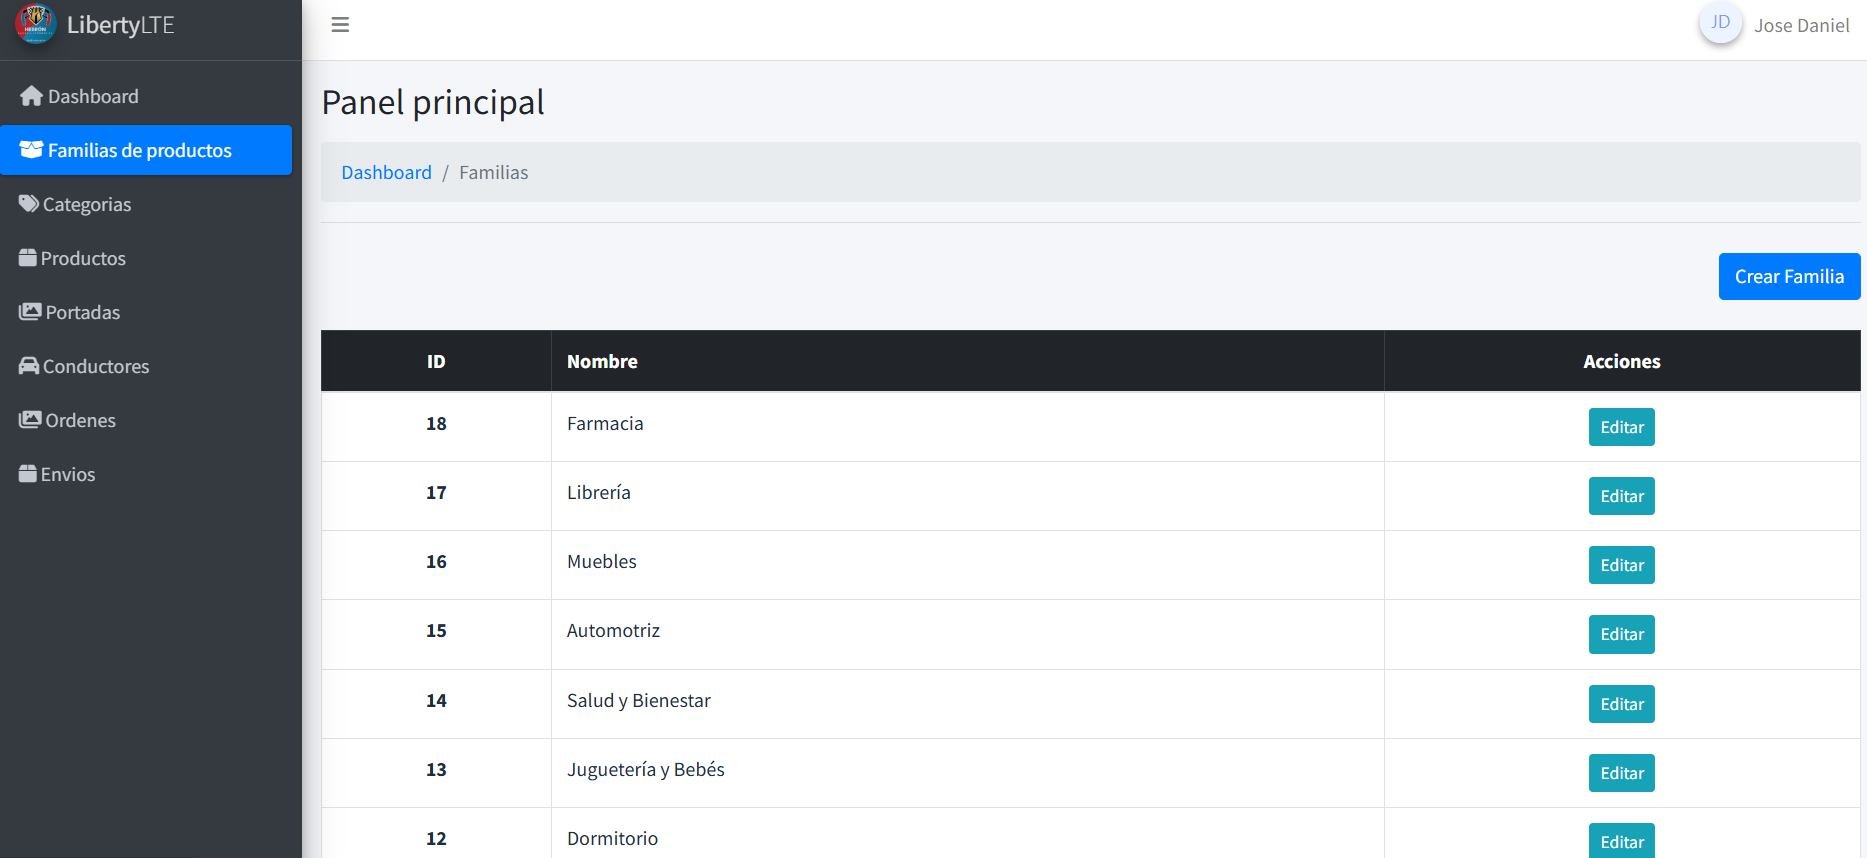 LibertyLTE
JD Jose Daniel
Dashboard
Familias de productos
Categorias
Productos
Portadas
Conductores
Ordenes
Envios
Panel principal
Dashboard / Familias
Crear Familia
ID Nombre Acciones
18 Farmacia Editar
17 Librería Editar
16 Muebles Editar
15 Automotriz Editar
14 Salud y Bienestar Editar
13 Juguetería y Bebés Editar
12 Dormitorio Editar